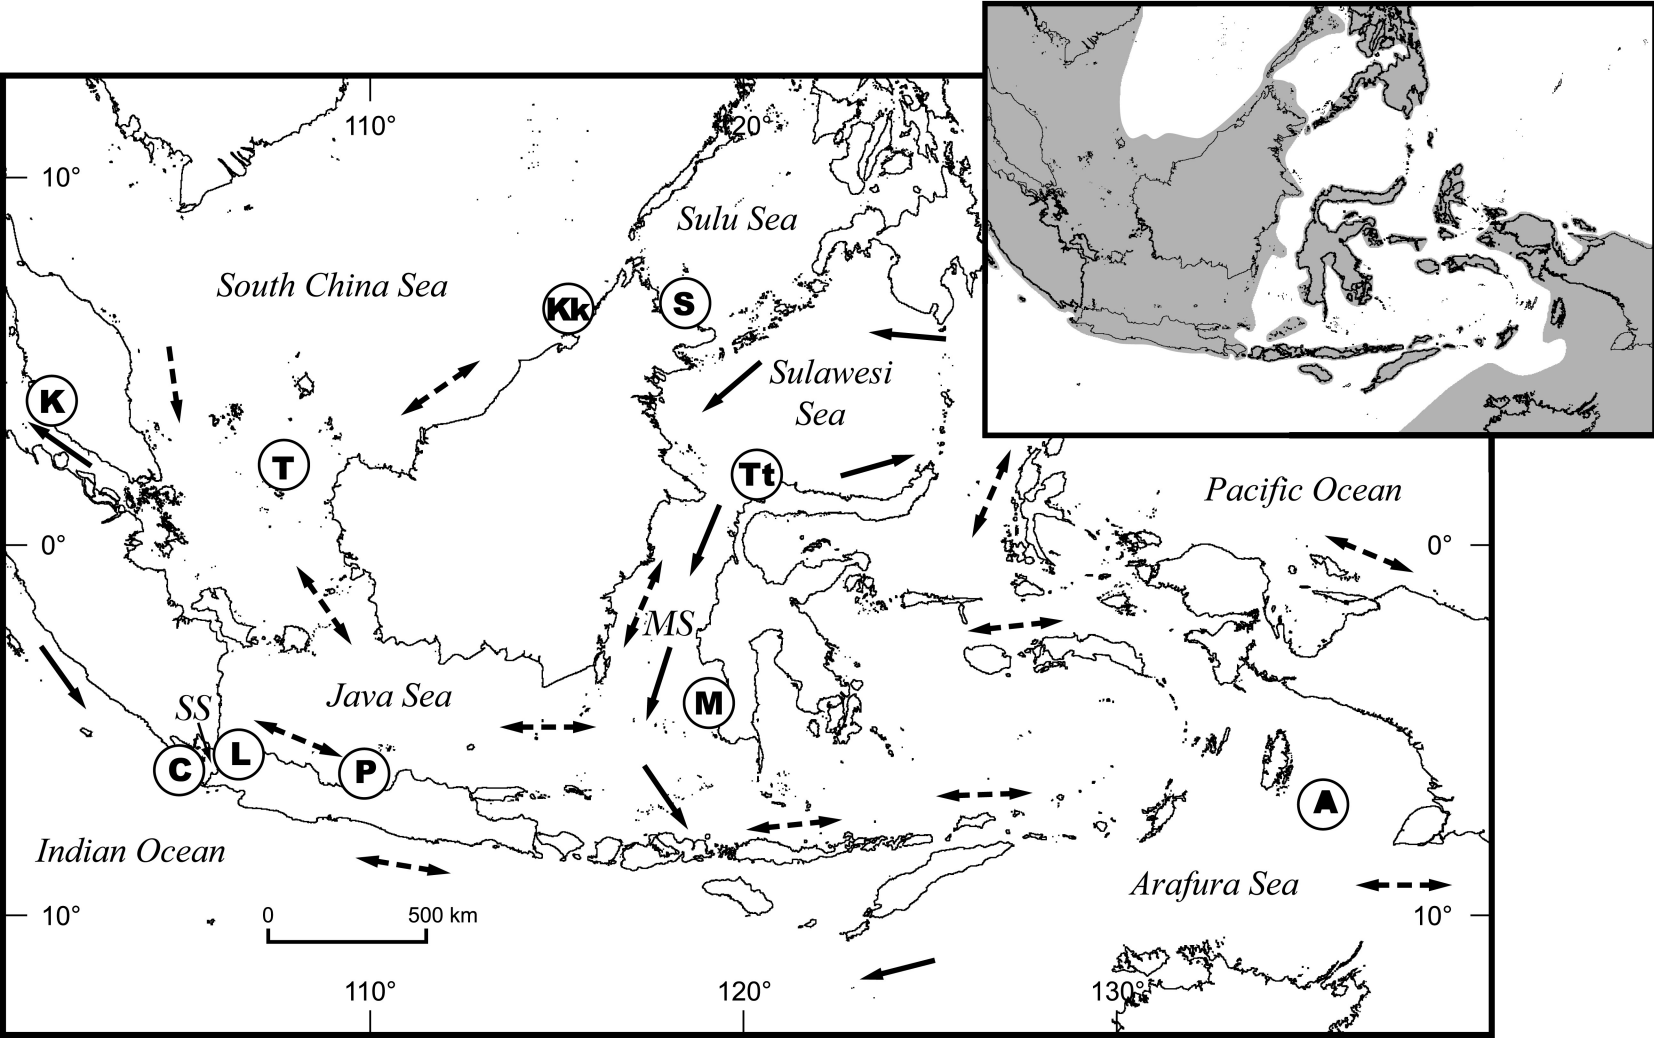 110°
120°
10°
Sulu Sea
South China Sea
Kk
S
Sulawesi
Sea
K
T
Tt
Pacific Ocean
0°
0°
MS
Java Sea
SS
M
C
L
P
A
Indian Ocean
Arafura Sea
0
500 km
10°
10°
110°
120°
130°